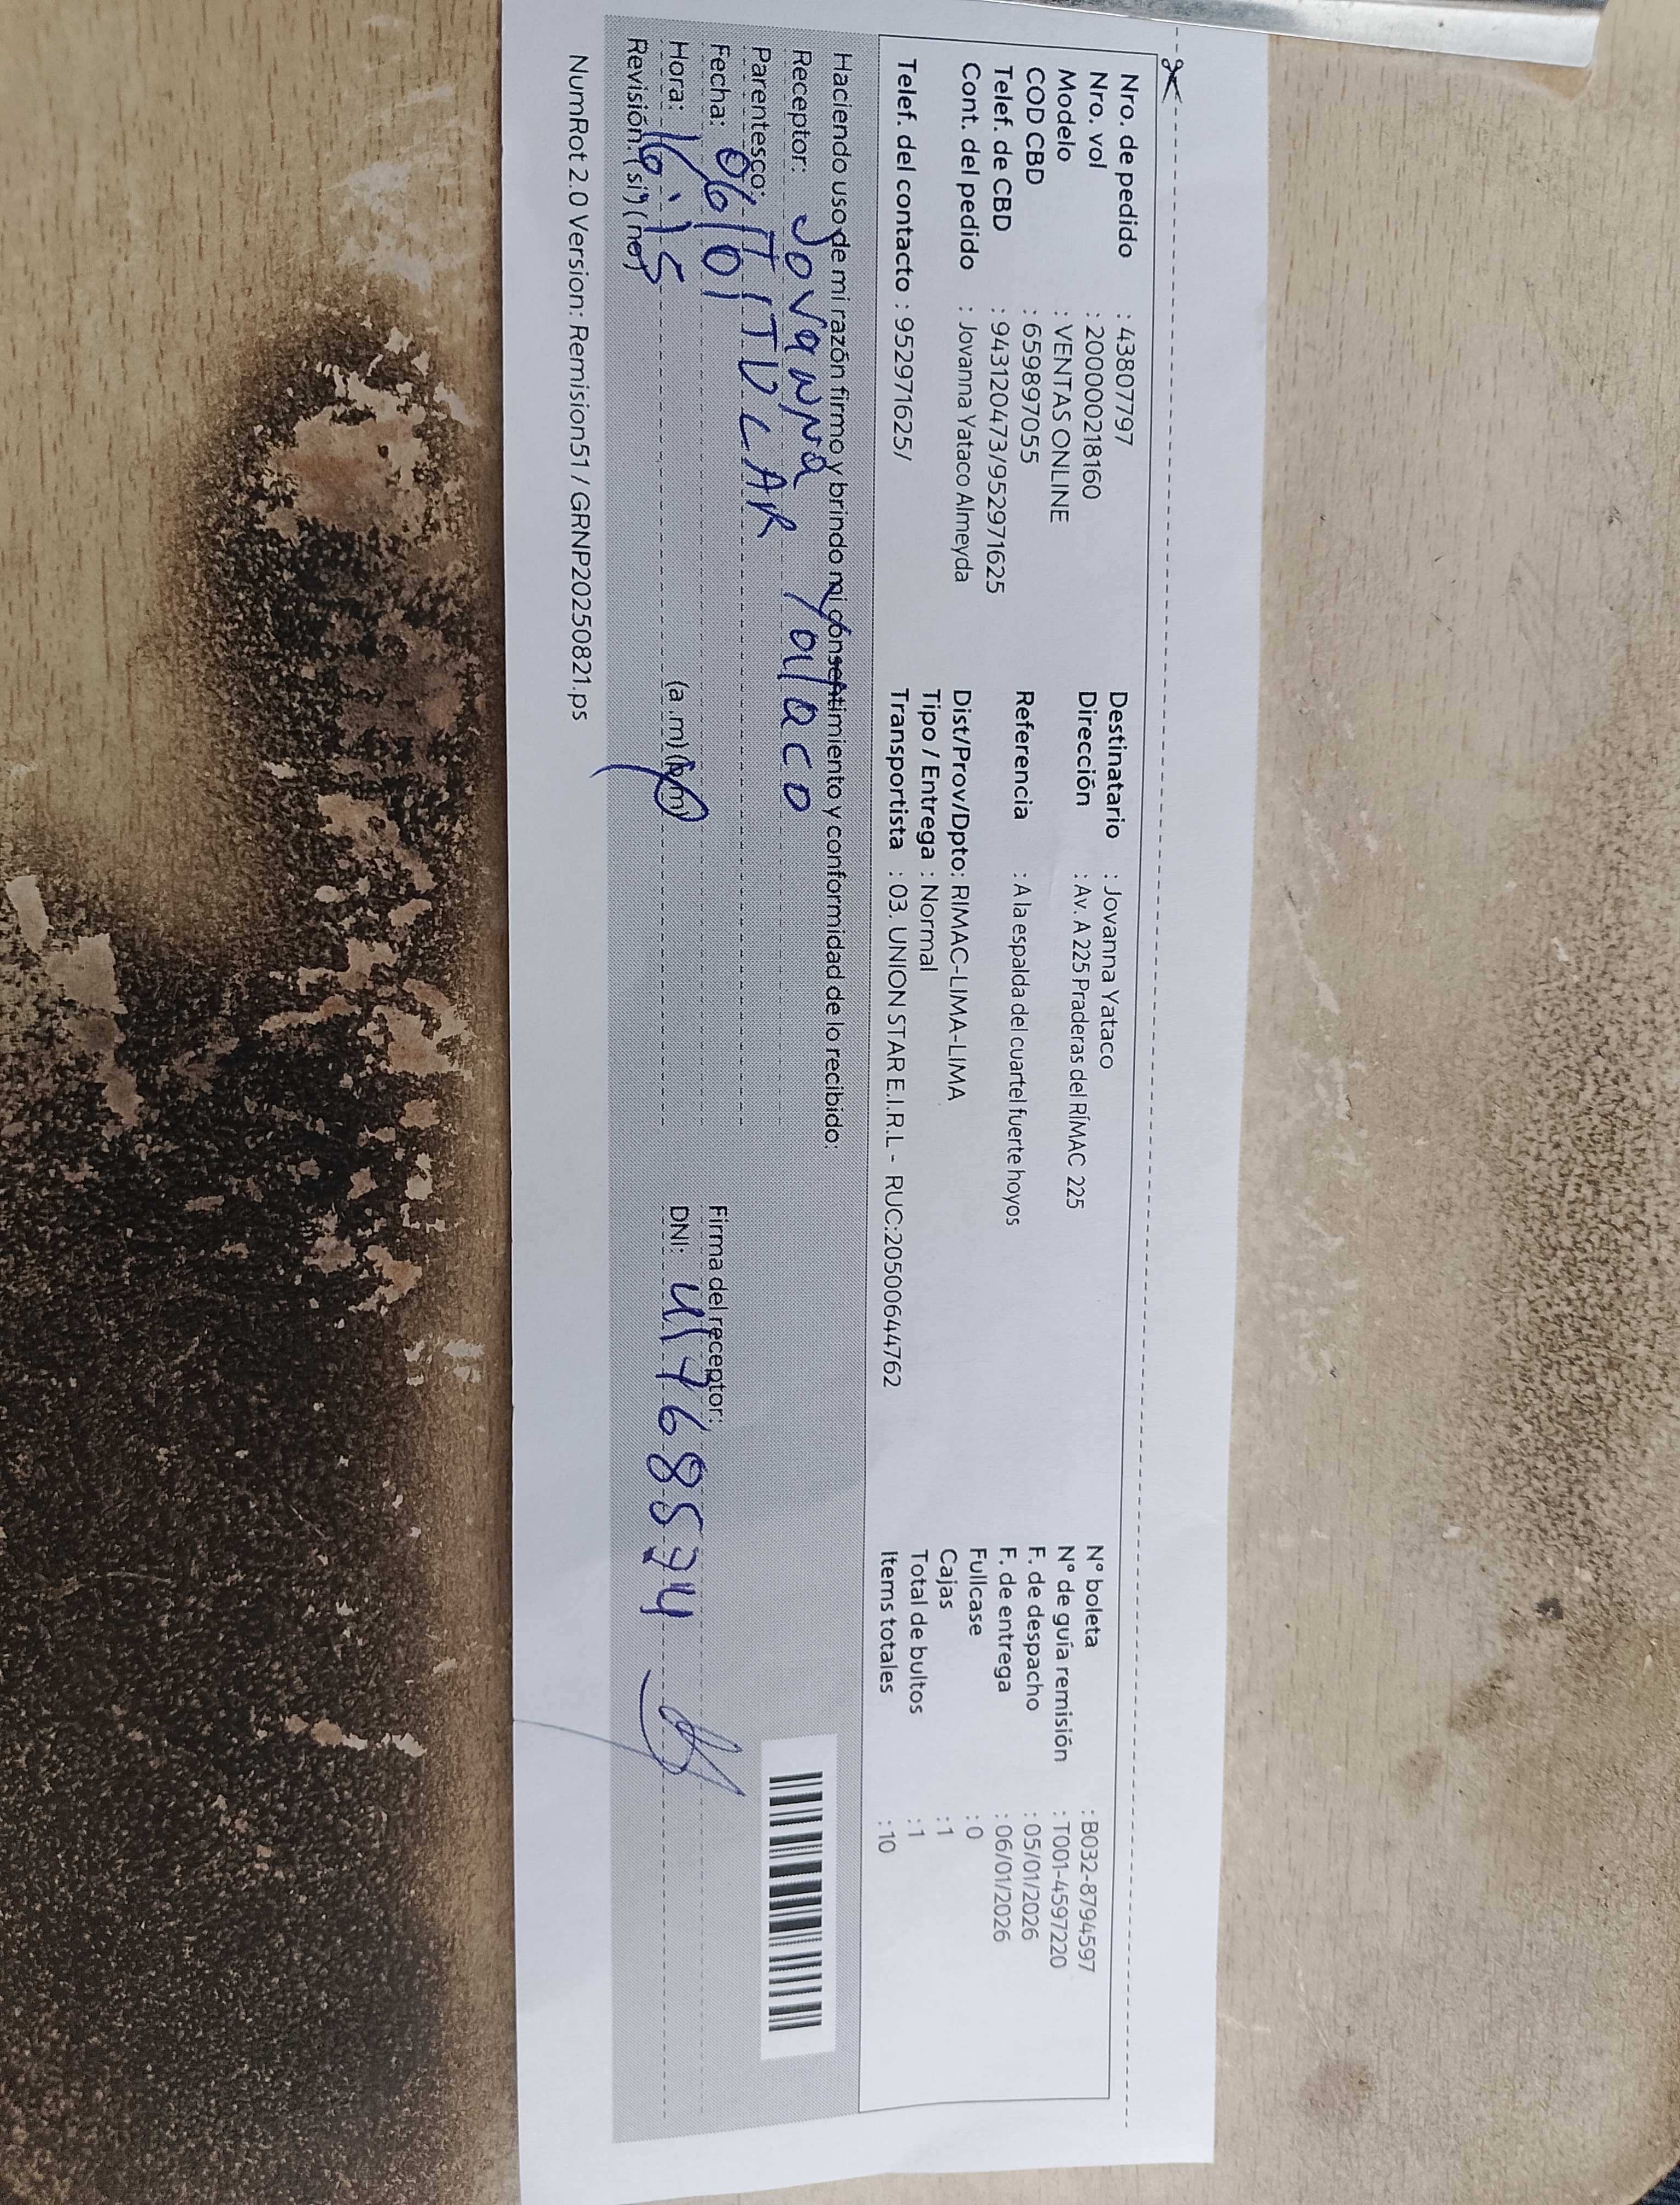 Nro. de pedido : 43807797
Nro. vol : 2000000218160
Modelo : VENTAS ONLINE
COD CBD : 659897055
Telef. de CBD : 943120473/952971625
Cont. del pedido : Jovanna Yataco Almeyda
Telef. del contacto : 952971625/
Destinatario : Jovanna Yataco
Dirección : Av. A 225 Praderas del RÍMAC 225
Referencia : A la espalda del cuartel fuerte hoyos
Dist/Prov/Dpto: RIMAC-LIMA-LIMA
Tipo / Entrega : Normal
Transportista : 03. UNION STAR E.I.R.L - RUC:20500644762
N° boleta : B032-8794597
N° de guía remisión : T001-4597220
F. de despacho : 05/01/2026
F. de entrega : 06/01/2026
Fullcase : 0
Cajas : 1
Total de bultos : 1
Items totales : 10
Haciendo uso de mi razón firmo y brindo mi consentimiento y conformidad de lo recibido:
Receptor: Jovanna Yataco
Parentesco: TITULAR
Fecha: 06/01
Hora: 16:15 (a.m) (p.m)
Revisión: (si) (no)
Firma del receptor:
DNI:
NumRot 2.0 Version: Remision51 / GRNP20250821.ps